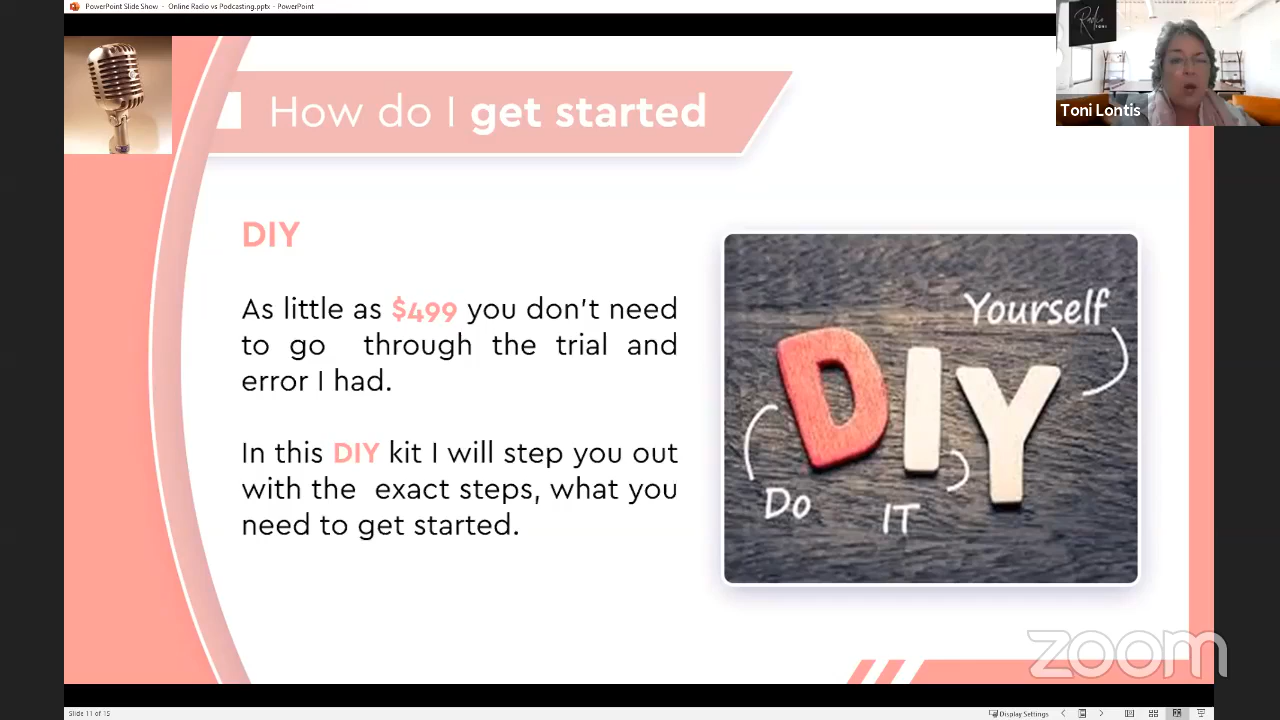 PowerPoint Slide Show - Online Radio vs Podcasting.pptx - PowerPoint
Radio
TONI
Toni Lontis
How do I get started
DIY
As little as $499 you don't need
to go through the trial and
error I had.
In this DIY kit I will step you out
with the exact steps, what you
need to get started.
Yourself
DIY
Do
IT
zoom
Slide 11 of 15
Display Settings